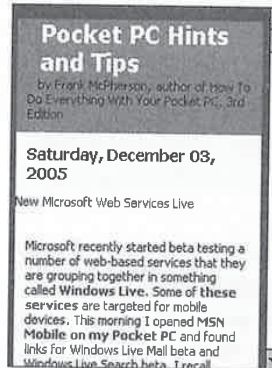 Pocket PC Hints
and Tips
by Frank McPherson, author of How To
Do Everything With Your Pocket PC, 3rd
Edition
Saturday, December 03,
2005
New Microsoft Web Services Live
Microsoft recently started beta testing a
number of web-based services that they
are grouping together in something
called Windows Live. Some of these
services are targeted for mobile
devices. This morning I opened MSN
Mobile on my Pocket PC and found
links for Windows Live Mail beta and
Windows Live Search beta. I recall